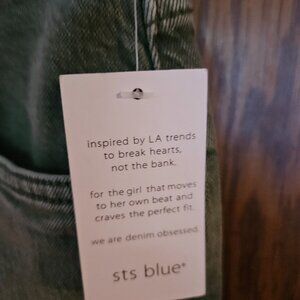 inspired by LA trends
to break hearts,
not the bank.
for the girl that moves
to her own beat and
craves the perfect fit.
we are denim obsessed.
sts blue®